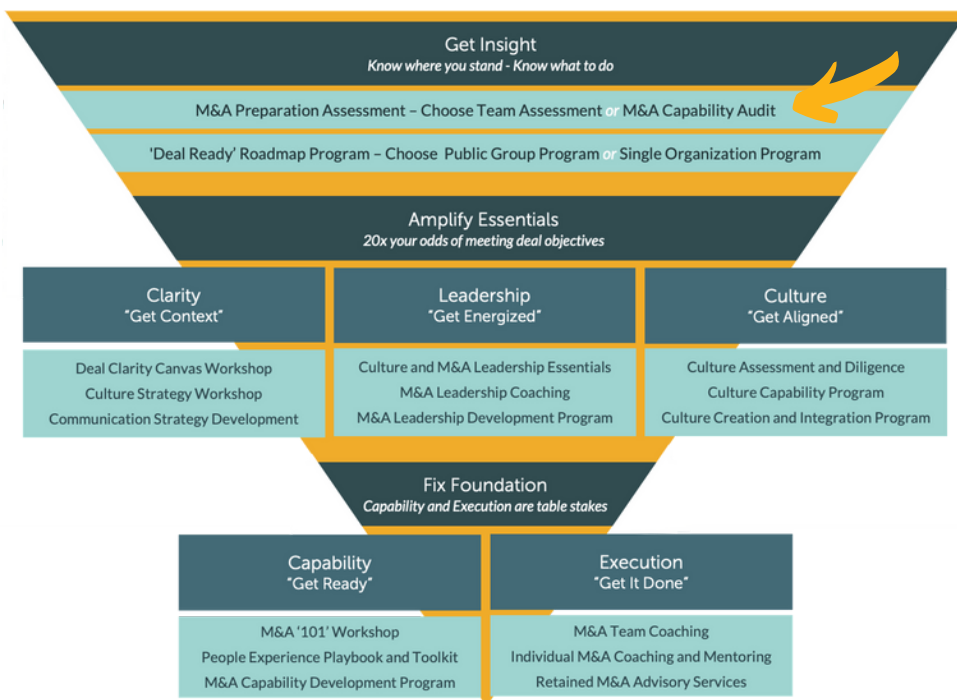 Get Insight
Know where you stand - Know what to do
M&A Preparation Assessment – Choose Team Assessment or M&A Capability Audit
'Deal Ready' Roadmap Program – Choose Public Group Program or Single Organization Program
Amplify Essentials
20x your odds of meeting deal objectives
Clarity
"Get Context"
Deal Clarity Canvas Workshop
Culture Strategy Workshop
Communication Strategy Development
Leadership
"Get Energized"
Culture and M&A Leadership Essentials
M&A Leadership Coaching
M&A Leadership Development Program
Culture
"Get Aligned"
Culture Assessment and Diligence
Culture Capability Program
Culture Creation and Integration Program
Fix Foundation
Capability and Execution are table stakes
Capability
"Get Ready"
M&A '101' Workshop
People Experience Playbook and Toolkit
M&A Capability Development Program
Execution
"Get It Done"
M&A Team Coaching
Individual M&A Coaching and Mentoring
Retained M&A Advisory Services